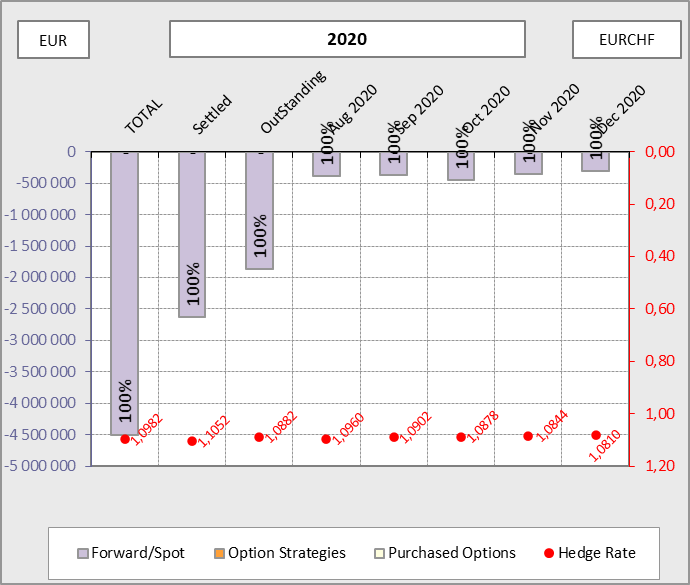 EUR
2020
EURCHF
TOTAL
Settled
OutStanding
Aug 2020
Sep 2020
Oct 2020
Nov 2020
Dec 2020
0
-500 000
-1 000 000
-1 500 000
-2 000 000
-2 500 000
-3 000 000
-3 500 000
-4 000 000
-4 500 000
-5 000 000
100%
100%
100%
100%
100%
100%
100%
100%
1,0982
1,1052
1,0882
1,0960
1,0902
1,0878
1,0844
1,0810
0,00
0,20
0,40
0,60
0,80
1,00
1,20
Forward/Spot
Option Strategies
Purchased Options
Hedge Rate